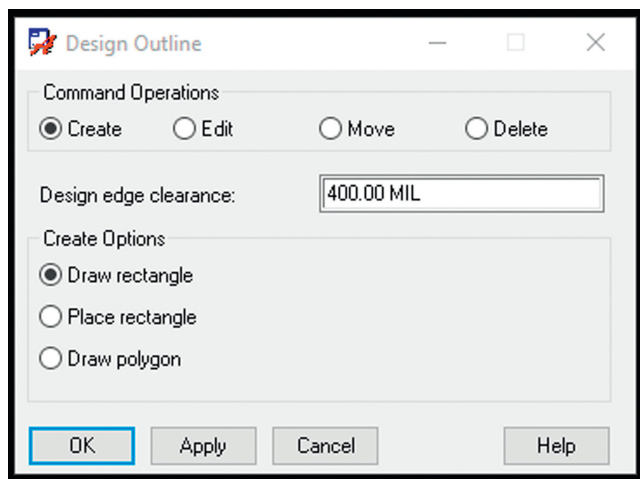 Design Outline
Command Operations
Create Edit Move Delete
Design edge clearance: 400.00 MIL
Create Options
Draw rectangle
Place rectangle
Draw polygon
OK Apply Cancel Help